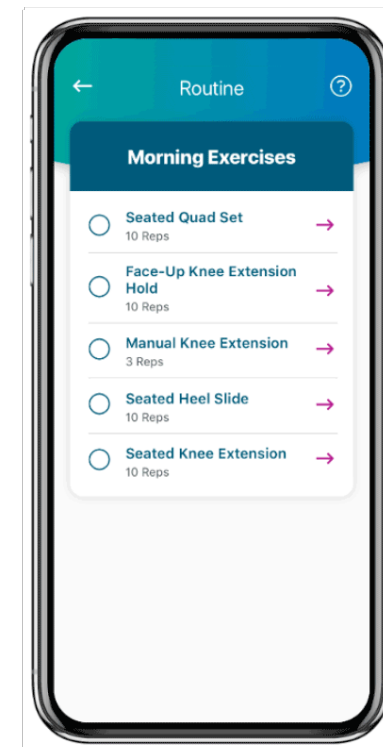 Routine
?
Morning Exercises
Seated Quad Set
10 Reps
Face-Up Knee Extension
Hold
10 Reps
Manual Knee Extension
3 Reps
Seated Heel Slide
10 Reps
Seated Knee Extension
10 Reps